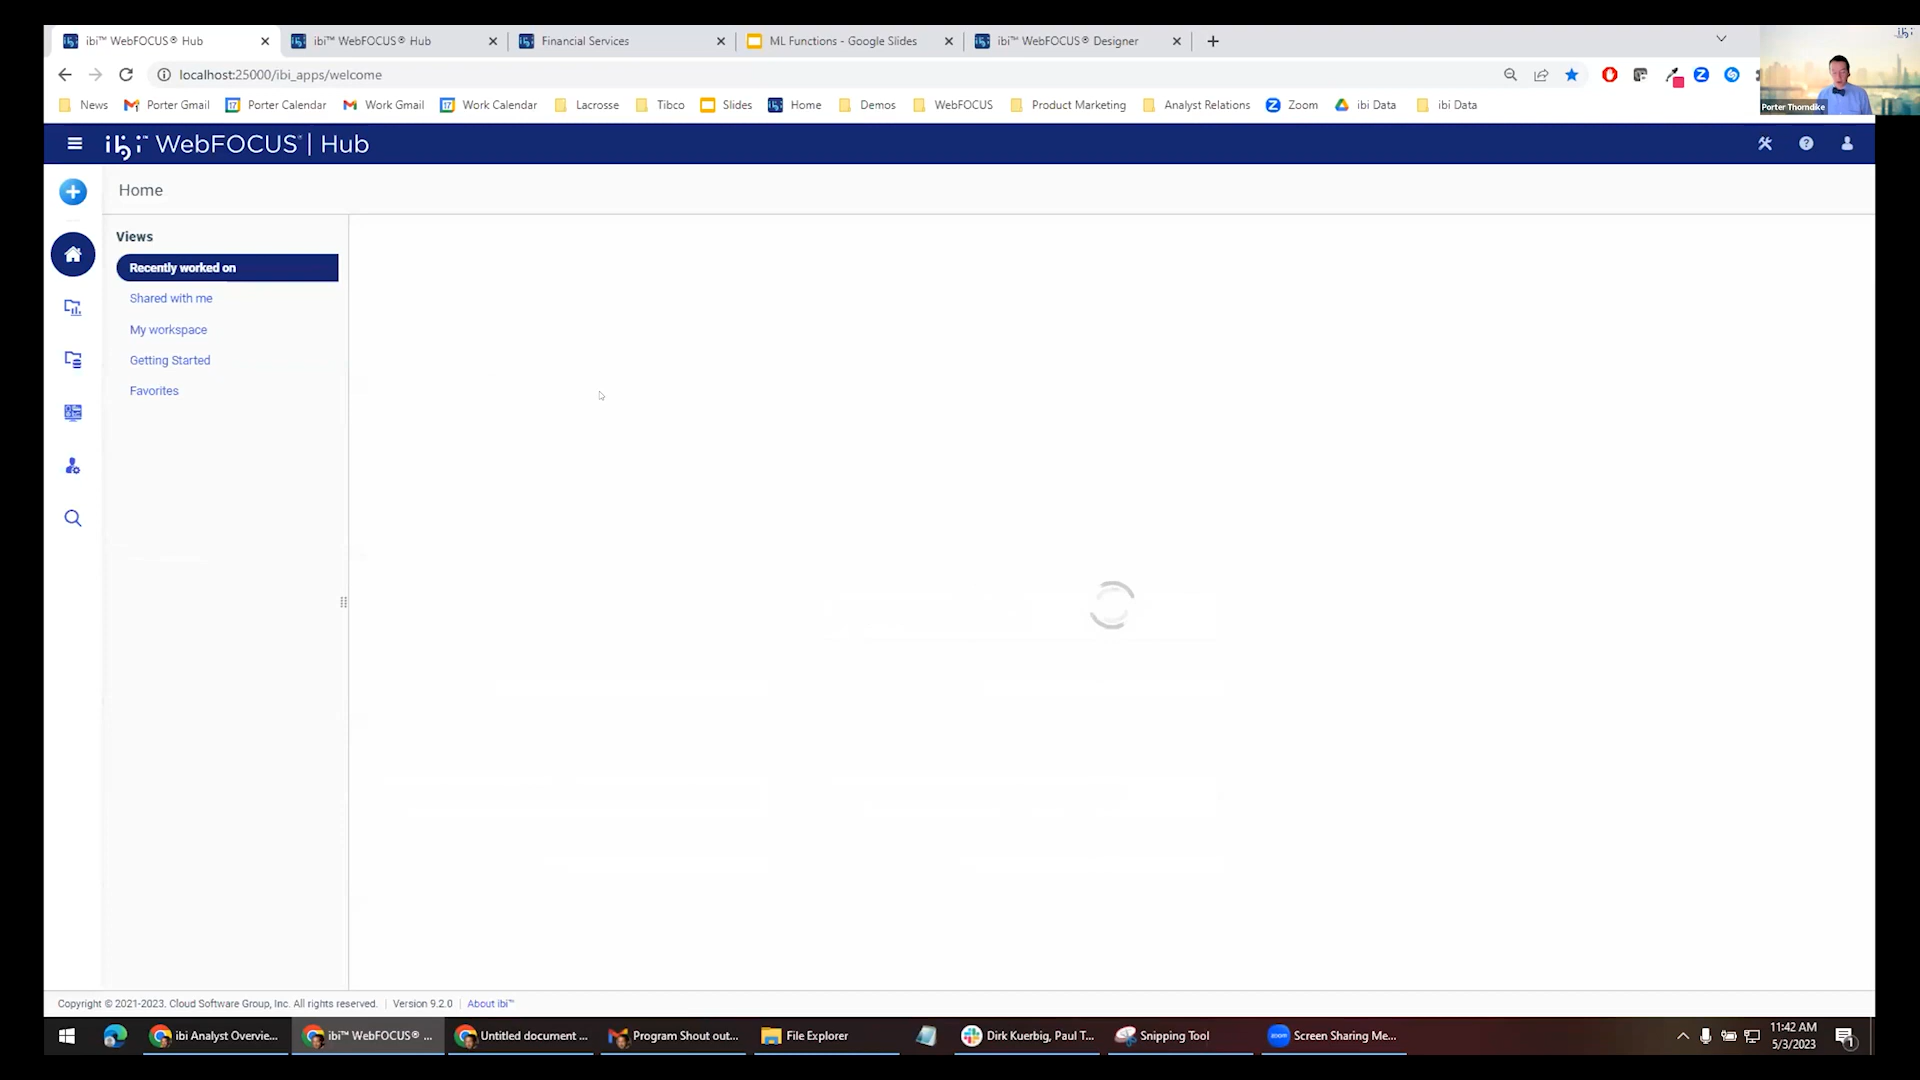 ibi™ WebFOCUS® Hub
ibi™ WebFOCUS® Hub
Financial Services
ML Functions - Google Slides
ibi™ WebFOCUS® Designer
localhost:25000/ibi_apps/welcome
News
Porter Gmail
Porter Calendar
Work Gmail
Work Calendar
Lacrosse
Tibco
Slides
Home
Demos
WebFOCUS
Product Marketing
Analyst Relations
Zoom
ibi Data
ibi Data
Porter Thorndike
ibi™ WebFOCUS® | Hub
Home
Views
Recently worked on
Shared with me
My workspace
Getting Started
Favorites
Copyright © 2021-2023. Cloud Software Group, Inc. All rights reserved. | Version 9.2.0 | About ibi™
ibi Analyst Overvie...
ibi™ WebFOCUS® ...
Untitled document ...
Program Shout out...
File Explorer
Dirk Kuerbig, Paul T...
Snipping Tool
zoom
Screen Sharing Me...
11:42 AM
5/3/2023
1